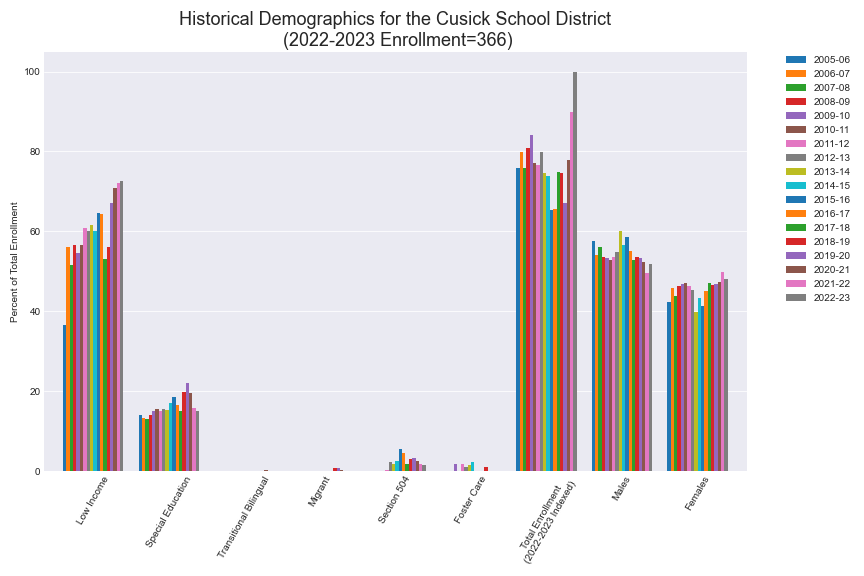 Historical Demographics for the Cusick School District
(2022-2023 Enrollment=366)
Percent of Total Enrollment
100
80
60
40
20
0
Low Income
Special Education
Transitional Bilingual
Migrant
Section 504
Foster Care
Total Enrollment
(2022-2023 Indexed)
Males
Females
2005-06
2006-07
2007-08
2008-09
2009-10
2010-11
2011-12
2012-13
2013-14
2014-15
2015-16
2016-17
2017-18
2018-19
2019-20
2020-21
2021-22
2022-23